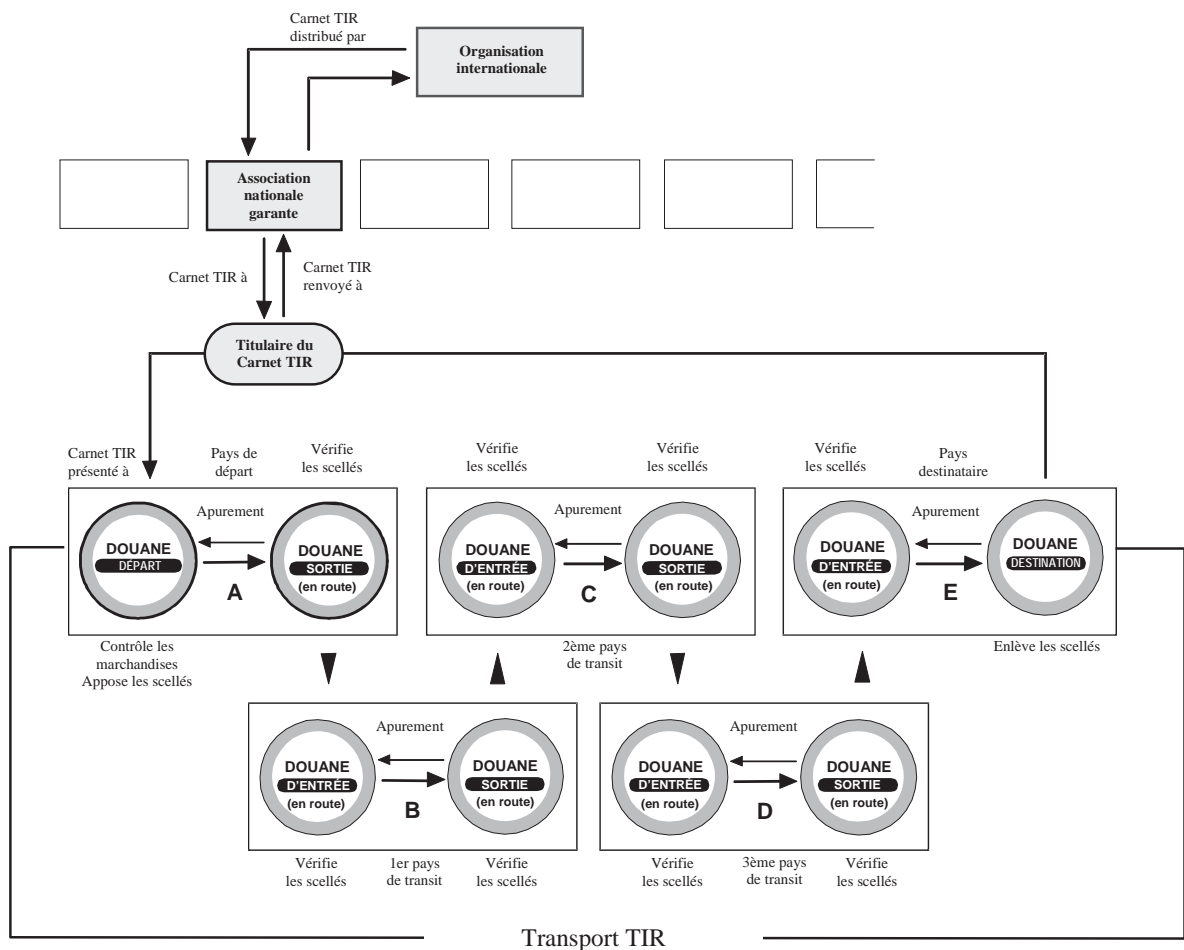 Carnet TIR
distribué par
Organisation
internationale
Association
nationale
garante
Carnet TIR à
Carnet TIR
renvoyé à
Titulaire du
Carnet TIR
Carnet TIR
présenté à
Pays de
départ
Vérifie
les scellés
Vérifie
les scellés
Vérifie
les scellés
Vérifie
les scellés
Pays
destinataire
DOUANE
DÉPART
Apurement
A
DOUANE
SORTIE
(en route)
DOUANE
D'ENTRÉE
(en route)
Apurement
C
DOUANE
SORTIE
(en route)
DOUANE
D'ENTRÉE
(en route)
Apurement
E
DOUANE
DESTINATION
Contrôle les
marchandises
Appose les scellés
2ème pays
de transit
Enlève les scellés
DOUANE
D'ENTRÉE
(en route)
Apurement
B
DOUANE
SORTIE
(en route)
DOUANE
D'ENTRÉE
(en route)
Apurement
D
DOUANE
SORTIE
(en route)
Vérifie
les scellés
1er pays
de transit
Vérifie
les scellés
Vérifie
les scellés
3ème pays
de transit
Vérifie
les scellés
Transport TIR